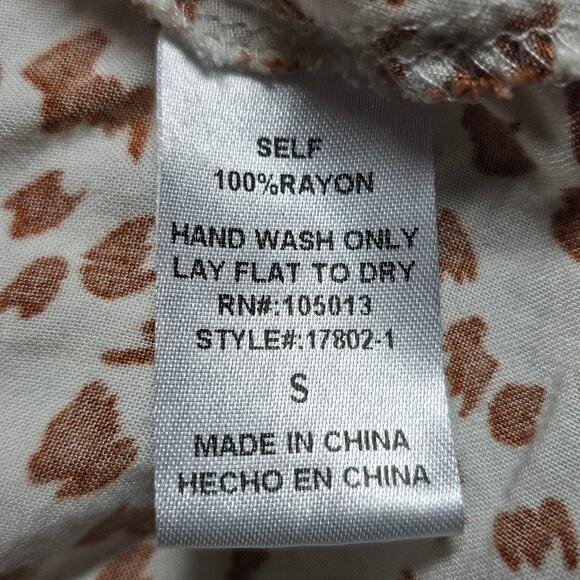 SELF
100%RAYON
HAND WASH ONLY
LAY FLAT TO DRY
RN#:105013
STYLE#:17802-1
S
MADE IN CHINA
HECHO EN CHINA